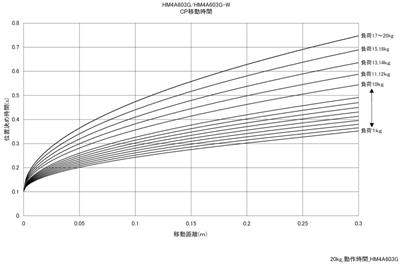 HM4A603G/HM4A603G-W
CP移動時間
0.8
0.7
0.6
0.5
0.4
0.3
0.2
0.1
0
位置決め時間(s)
0
0.05
0.1
0.15
0.2
0.25
0.3
移動距離(m)
負荷17～20kg
負荷15,16kg
負荷13,14kg
負荷11,12kg
負荷10kg
負荷1kg
20kg_動作時間_HM4A603G